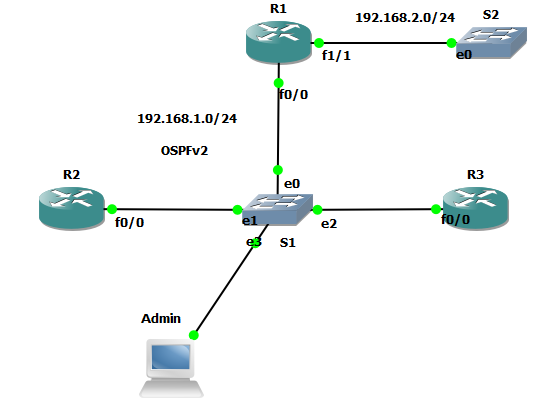 R1
192.168.2.0/24
S2
f1/1
e0
f0/0
192.168.1.0/24
OSPFv2
R2
e0
R3
f0/0
e1
e2
f0/0
e3
S1
Admin